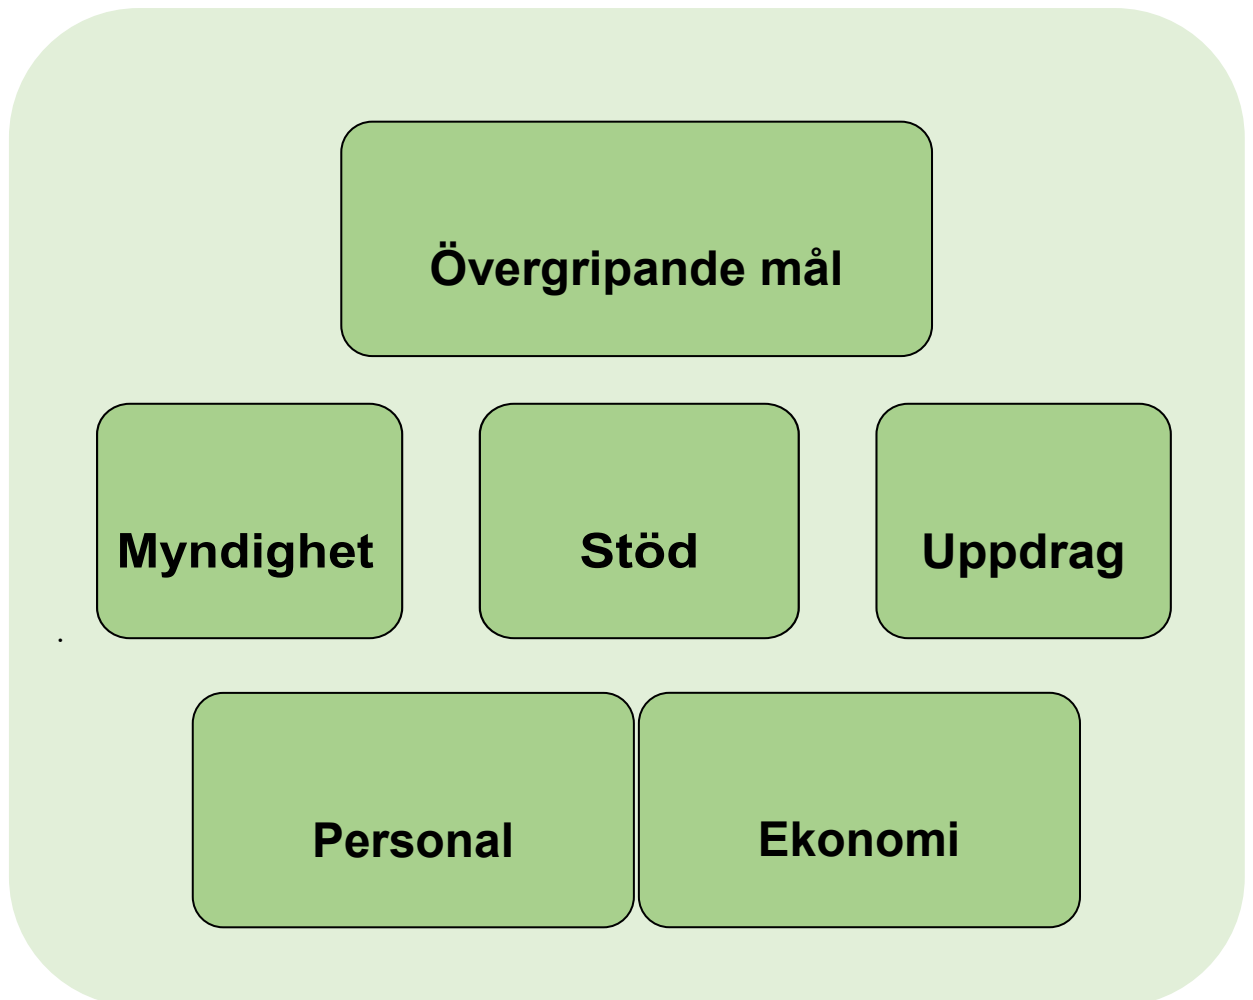 Övergripande mål
Myndighet
Stöd
Uppdrag
.
Personal
Ekonomi